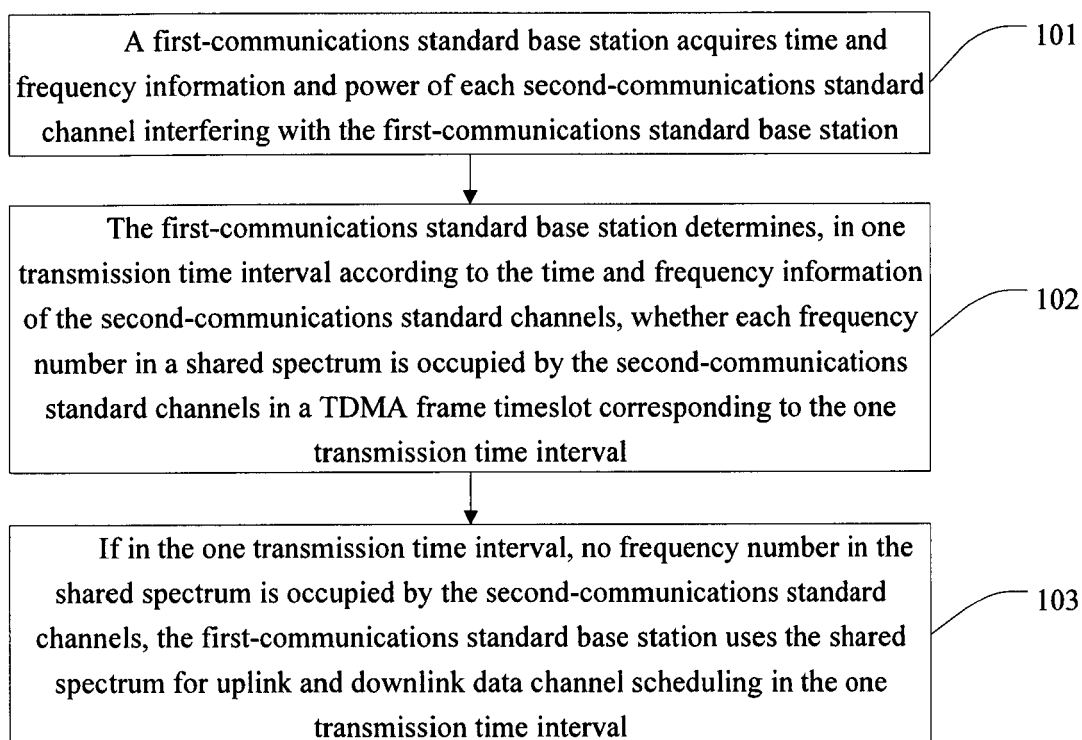 A first-communications standard base station acquires time and
frequency information and power of each second-communications standard
channel interfering with the first-communications standard base station
101
The first-communications standard base station determines, in one
transmission time interval according to the time and frequency information
of the second-communications standard channels, whether each frequency
number in a shared spectrum is occupied by the second-communications
standard channels in a TDMA frame timeslot corresponding to the one
transmission time interval
102
If in the one transmission time interval, no frequency number in the
shared spectrum is occupied by the second-communications standard
channels, the first-communications standard base station uses the shared
spectrum for uplink and downlink data channel scheduling in the one
transmission time interval
103